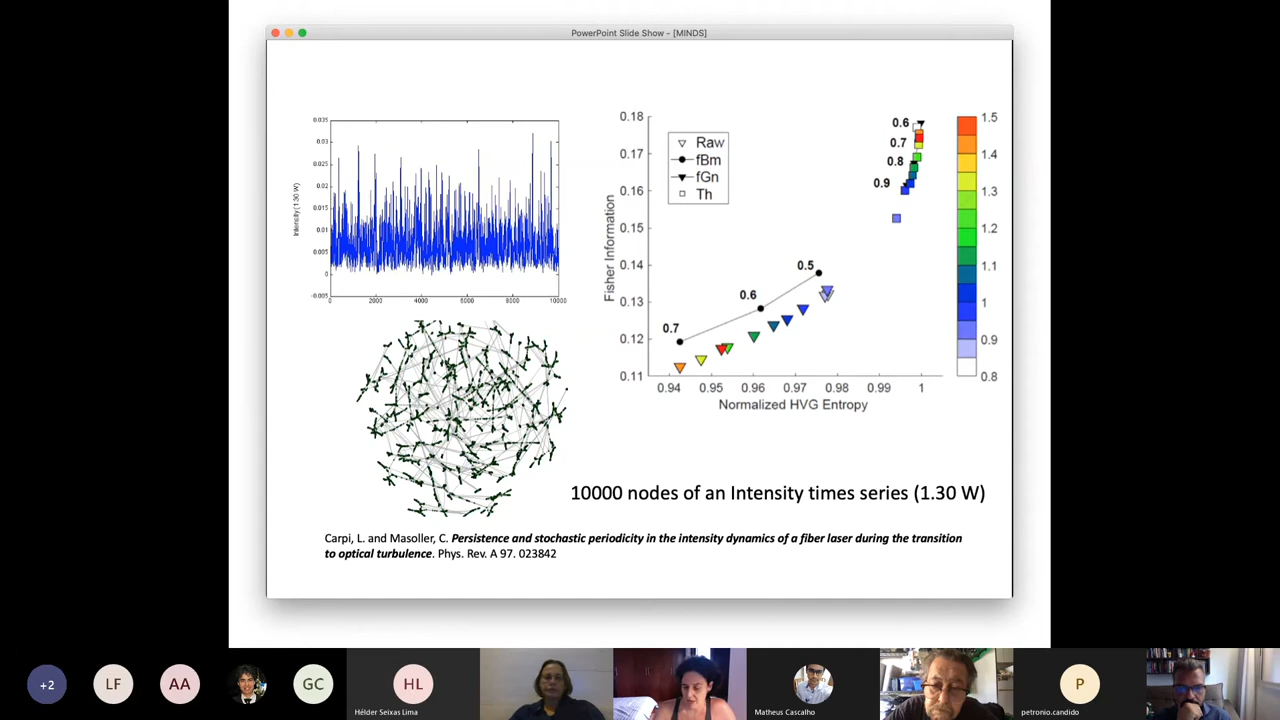 PowerPoint Slide Show - [MINDS]
0.035
0.03
0.025
0.02
0.015
0.01
0.005
0
-0.005
Intensity (1.30 W)
0
2000
4000
6000
8000
10000
0.18
0.17
0.16
0.15
0.14
0.13
0.12
0.11
Fisher Information
Raw
fBm
fGn
Th
0.6
0.7
0.8
0.9
0.5
0.6
0.7
0.94
0.95
0.96
0.97
0.98
0.99
1
Normalized HVG Entropy
1.5
1.4
1.3
1.2
1.1
1
0.9
0.8
10000 nodes of an Intensity times series (1.30 W)
Carpi, L. and Masoller, C. Persistence and stochastic periodicity in the intensity dynamics of a fiber laser during the transition
to optical turbulence. Phys. Rev. A 97. 023842
+2
LF
AA
GC
HL
Hélder Seixas Lima
Matheus Cascalho
P
petronio.candido